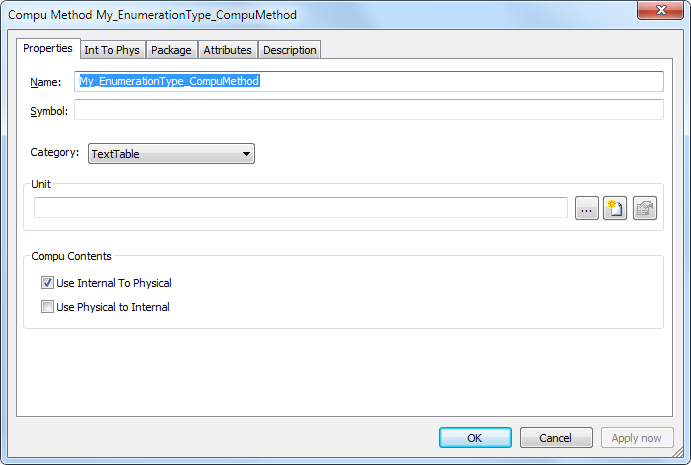 Compu Method My_EnumerationType_CompuMethod
Properties Int To Phys Package Attributes Description
Name: My_EnumerationType_CompuMethod
Symbol:
Category: TextTable
Unit
...
Compu Contents
Use Internal To Physical
Use Physical to Internal
OK Cancel Apply now